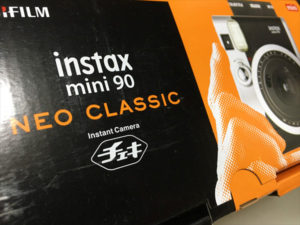 iFILM
instax
mini 90
NEO CLASSIC
Instant Camera
チェキ